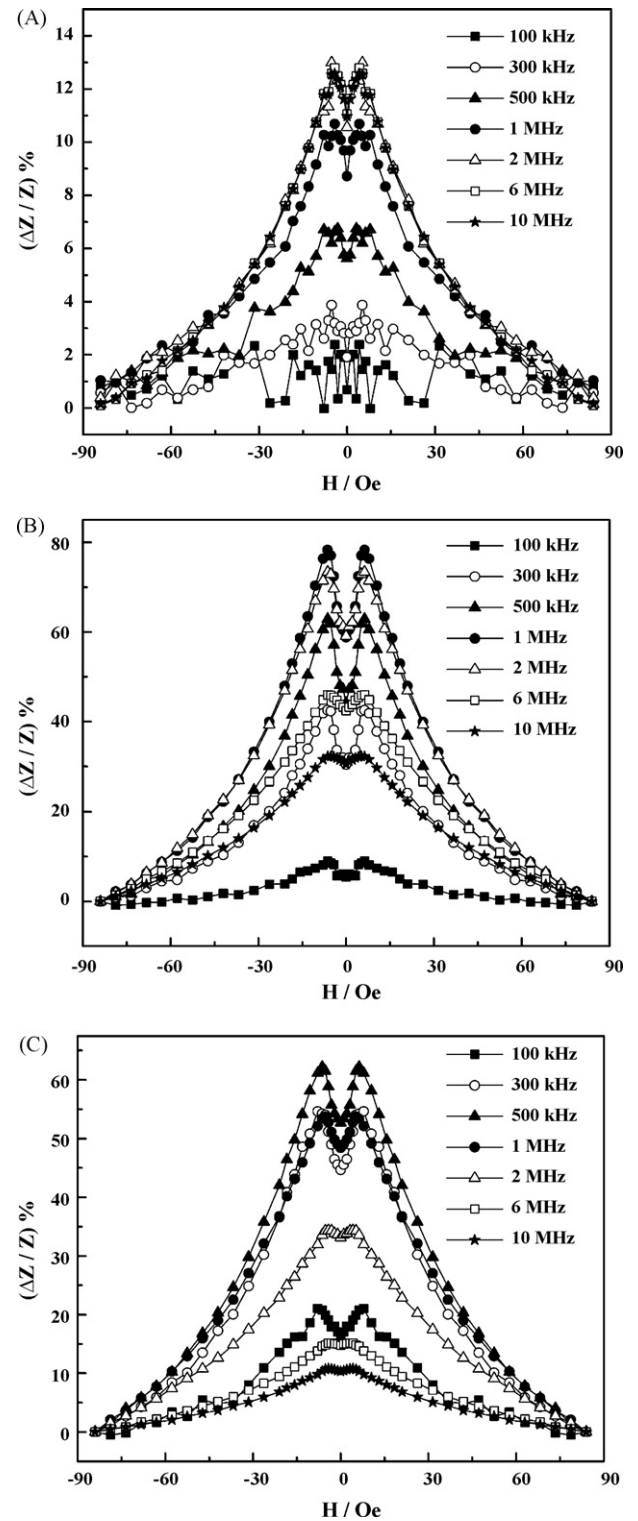 (A)
14
12
10
8
6
4
2
0
(ΔZ / Z) %
100 kHz
300 kHz
500 kHz
1 MHz
2 MHz
6 MHz
10 MHz
-90 -60 -30 0 30 60 90
H / Oe
(B)
80
60
40
20
0
(ΔZ / Z) %
100 kHz
300 kHz
500 kHz
1 MHz
2 MHz
6 MHz
10 MHz
-90 -60 -30 0 30 60 90
H / Oe
(C)
60
50
40
30
20
10
0
(ΔZ / Z) %
100 kHz
300 kHz
500 kHz
1 MHz
2 MHz
6 MHz
10 MHz
-90 -60 -30 0 30 60 90
H / Oe